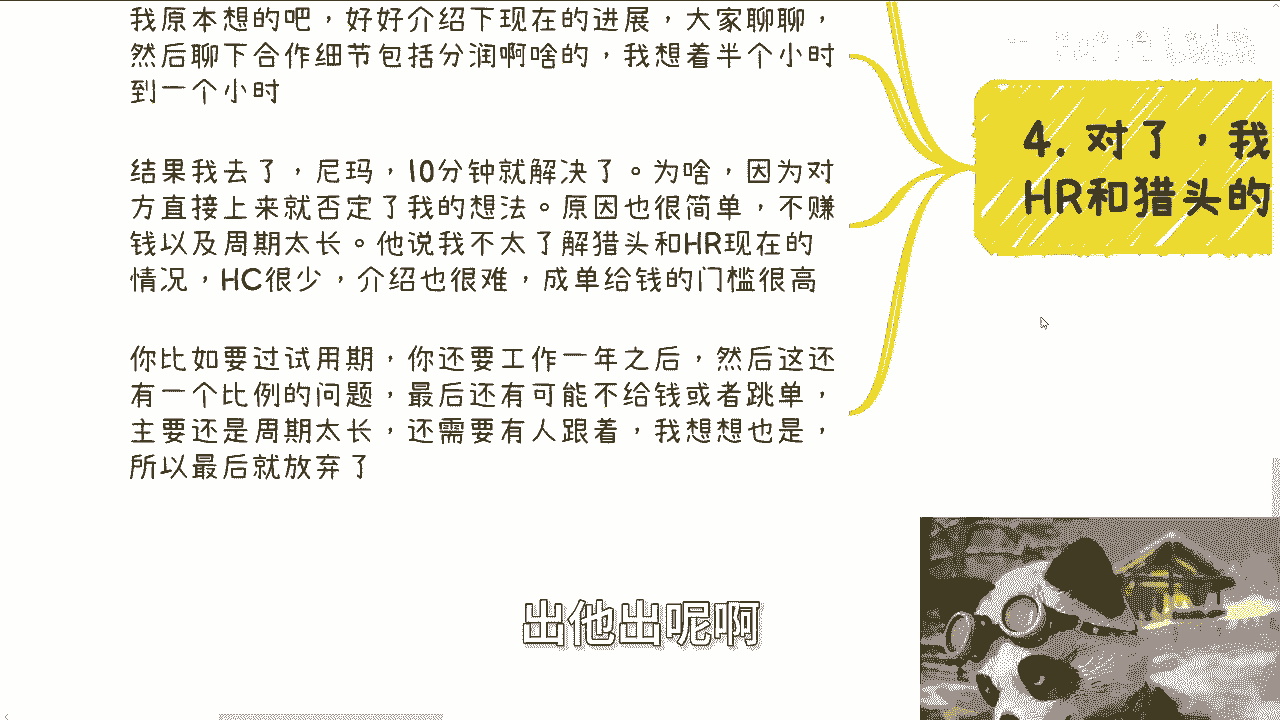 我原本想的吧，好好介绍下现在的进展，大家聊聊，
然后聊下合作细节包括分润啊啥的，我想着半个小时
到一个小时
结果我去了，尼玛，10分钟就解决了。为啥，因为对
方直接上来就否定了我的想法。原因也很简单，不赚
钱以及周期太长。他说我不太了解猎头和HR现在的
情况，HC很少，介绍也很难，成单给钱的门槛很高
你比如要过试用期，你还要工作一年之后，然后这还
有一个比例的问题，最后还有可能不给钱或者跳单，
主要还是周期太长，还需要有人跟着，我想想也是，
所以最后就放弃了
4. 对了，我
HR和猎头的
出他出呢啊